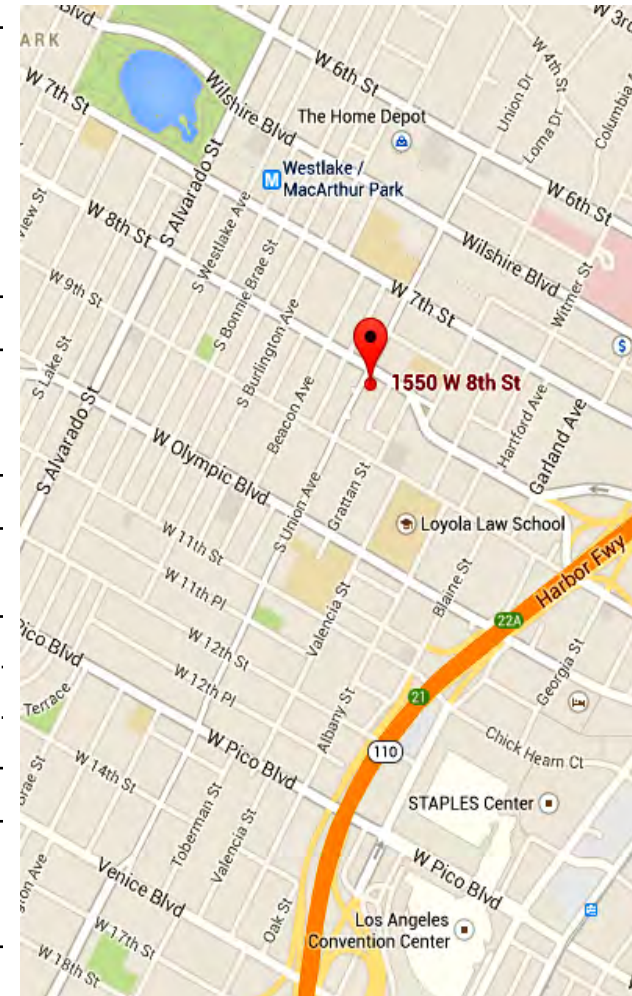 Blvd
W 3rd
ARK
W 6th St
W 4th St
Union Dr
Loma Dr
Columbia
W 7th St
Wilshire Blvd
The Home Depot
M
Westlake /
MacArthur Park
S Alvarado St
W 6th St
View St
W 8th St
S Westlake Ave
Wilshire Blvd
S Bonnie Brae St
W 9th St
Witmer St
W 7th St
$
S Lake St
S Burlington Ave
1550 W 8th St
Beacon Ave
S Alvarado St
Hartford Ave
Garland Ave
W Olympic Blvd
S Union Ave
Grattan St
Loyola Law School
W 11th St
Harbor Fwy
W 11th Pl
Blaine St
Valencia St
22A
Pico Blvd
W 12th St
Georgia St
W 12th Pl
21
Terrace
Albany St
W Pico Blvd
110
Chick Hearn Ct
W 14th St
Brae St
STAPLES Center
Toberman St
Valencia St
W Pico Blvd
Venice Blvd
Oak St
Los Angeles
Convention Center
W 17th St
W 18th St